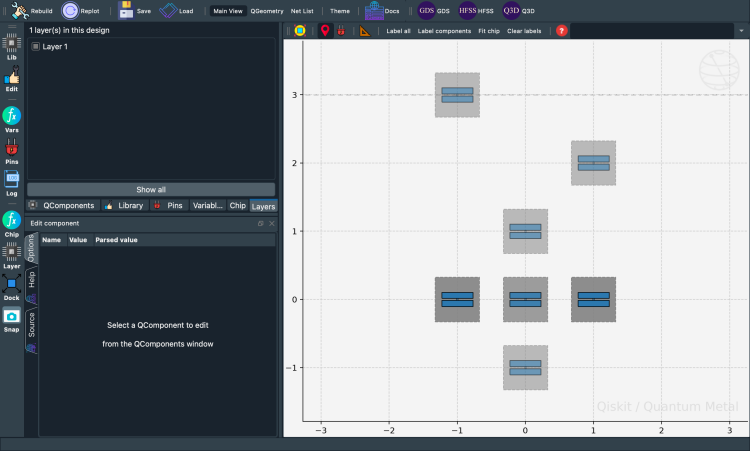 Rebuild Replot Save Load Main View QGeometry Net List Theme Docs GDS GDS HFSS HFSS Q3D Q3D
1 layer(s) in this design
Layer 1
Lib
Edit
Vars
Pins
Log
Chip
Layer
Dock
Snap
Show all
QComponents Library Pins Variabl... Chip Layers
Edit component
Options
Help
Source
Name Value Parsed value
Select a QComponent to edit
from the QComponents window
Label all Label components Fit chip Clear labels ?
3
2
1
0
−1
−3 −2 −1 0 1 2 3
Qiskit / Quantum Metal